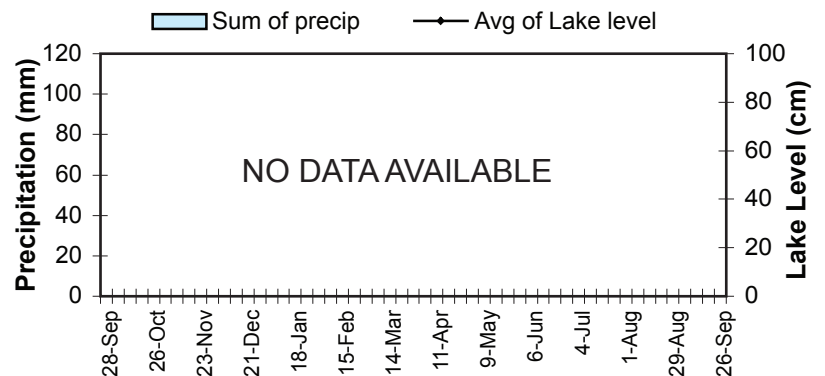 Sum of precip Avg of Lake level
Precipitation (mm)
120
100
80
60
40
20
0
NO DATA AVAILABLE
100
80
60
40
20
0
Lake Level (cm)
28-Sep
26-Oct
23-Nov
21-Dec
18-Jan
15-Feb
14-Mar
11-Apr
9-May
6-Jun
4-Jul
1-Aug
29-Aug
26-Sep